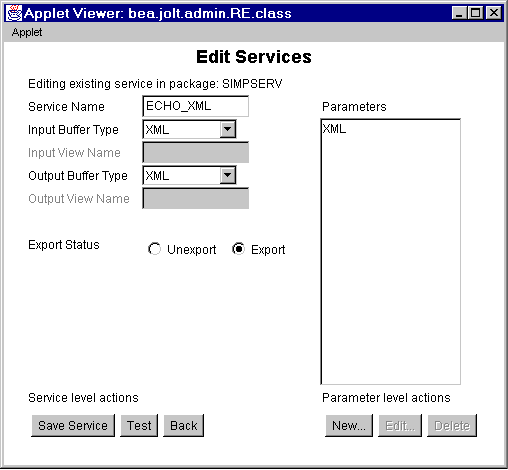 Applet Viewer: bea.jolt.admin.RE.class
Applet
Edit Services
Editing existing service in package: SIMPSERV
Service Name ECHO_XML
Input Buffer Type XML
Input View Name
Output Buffer Type XML
Output View Name
Export Status Unexport Export
Parameters
XML
Service level actions
Save Service Test Back
Parameter level actions
New... Edit... Delete